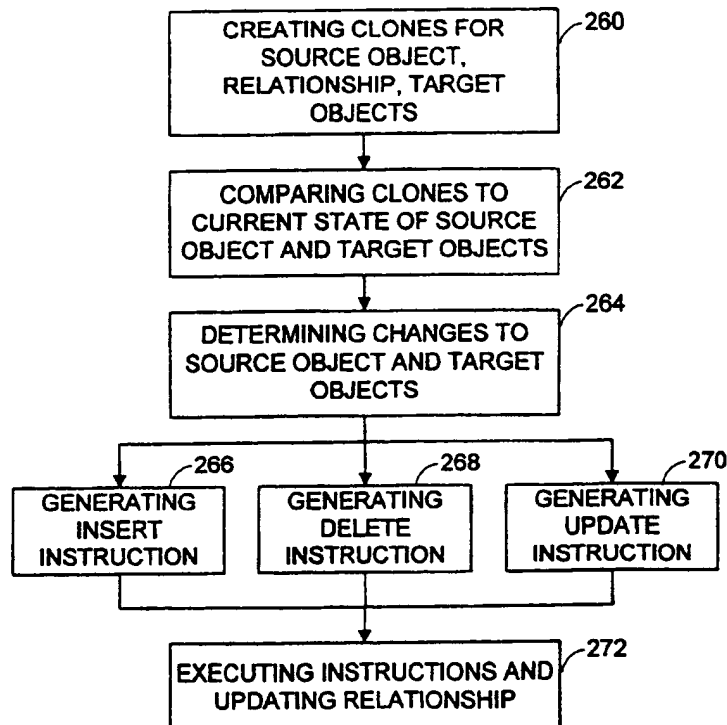 CREATING CLONES FOR
SOURCE OBJECT,
RELATIONSHIP, TARGET
OBJECTS
260
COMPARING CLONES TO
CURRENT STATE OF SOURCE
OBJECT AND TARGET OBJECTS
262
DETERMINING CHANGES TO
SOURCE OBJECT AND TARGET
OBJECTS
264
GENERATING
INSERT
INSTRUCTION
266
GENERATING
DELETE
INSTRUCTION
268
GENERATING
UPDATE
INSTRUCTION
270
EXECUTING INSTRUCTIONS AND
UPDATING RELATIONSHIP
272